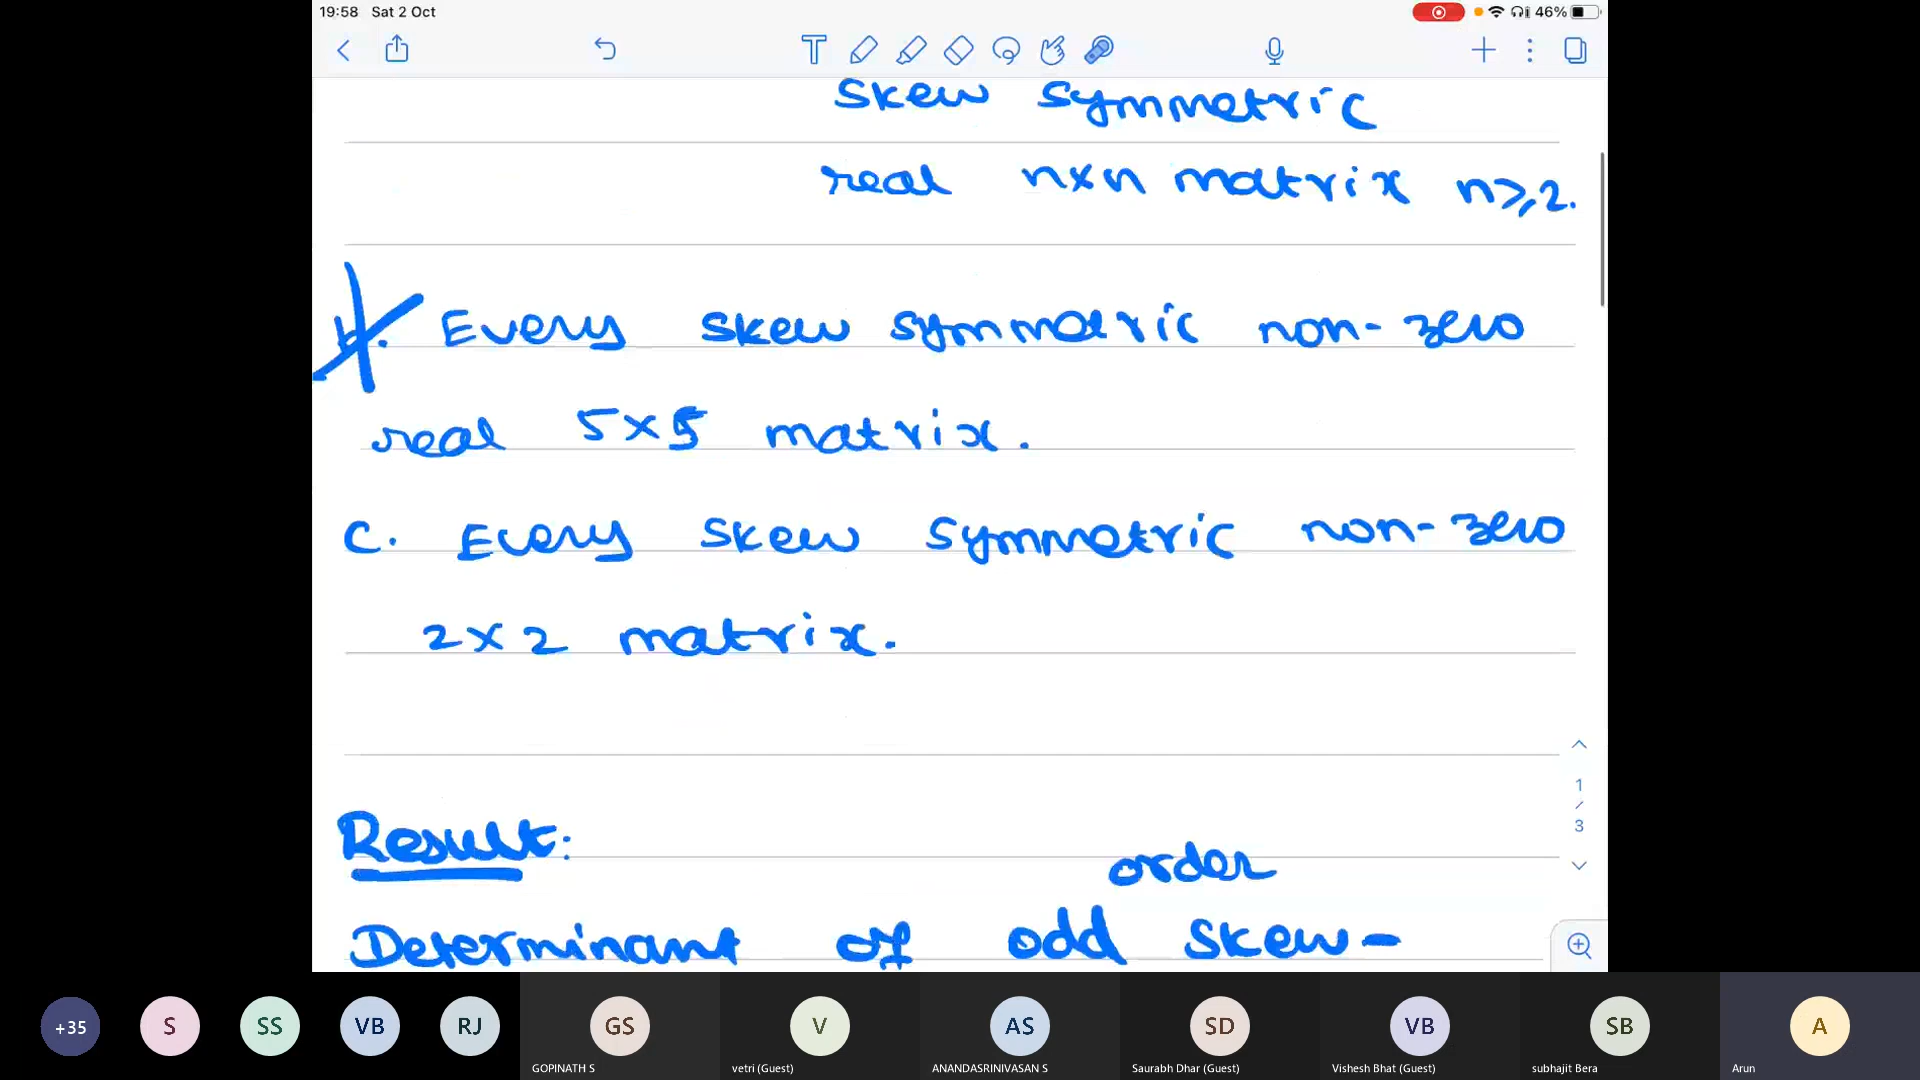 19:58 Sat 2 Oct 46%
Skew symmetric
real nxn matrix n≥2.
b. Every skew symmetric non-zero
real 5×5 matrix.
C. Every skew symmetric non-zero
2×2 matrix.
1
/
3
Result:
order
Determinant of odd skew-
+35 S SS VB RJ GS V AS SD VB SB A
GOPINATH S vetri (Guest) ANANDASRINIVASAN S Saurabh Dhar (Guest) Vishesh Bhat (Guest) subhajit Bera Arun